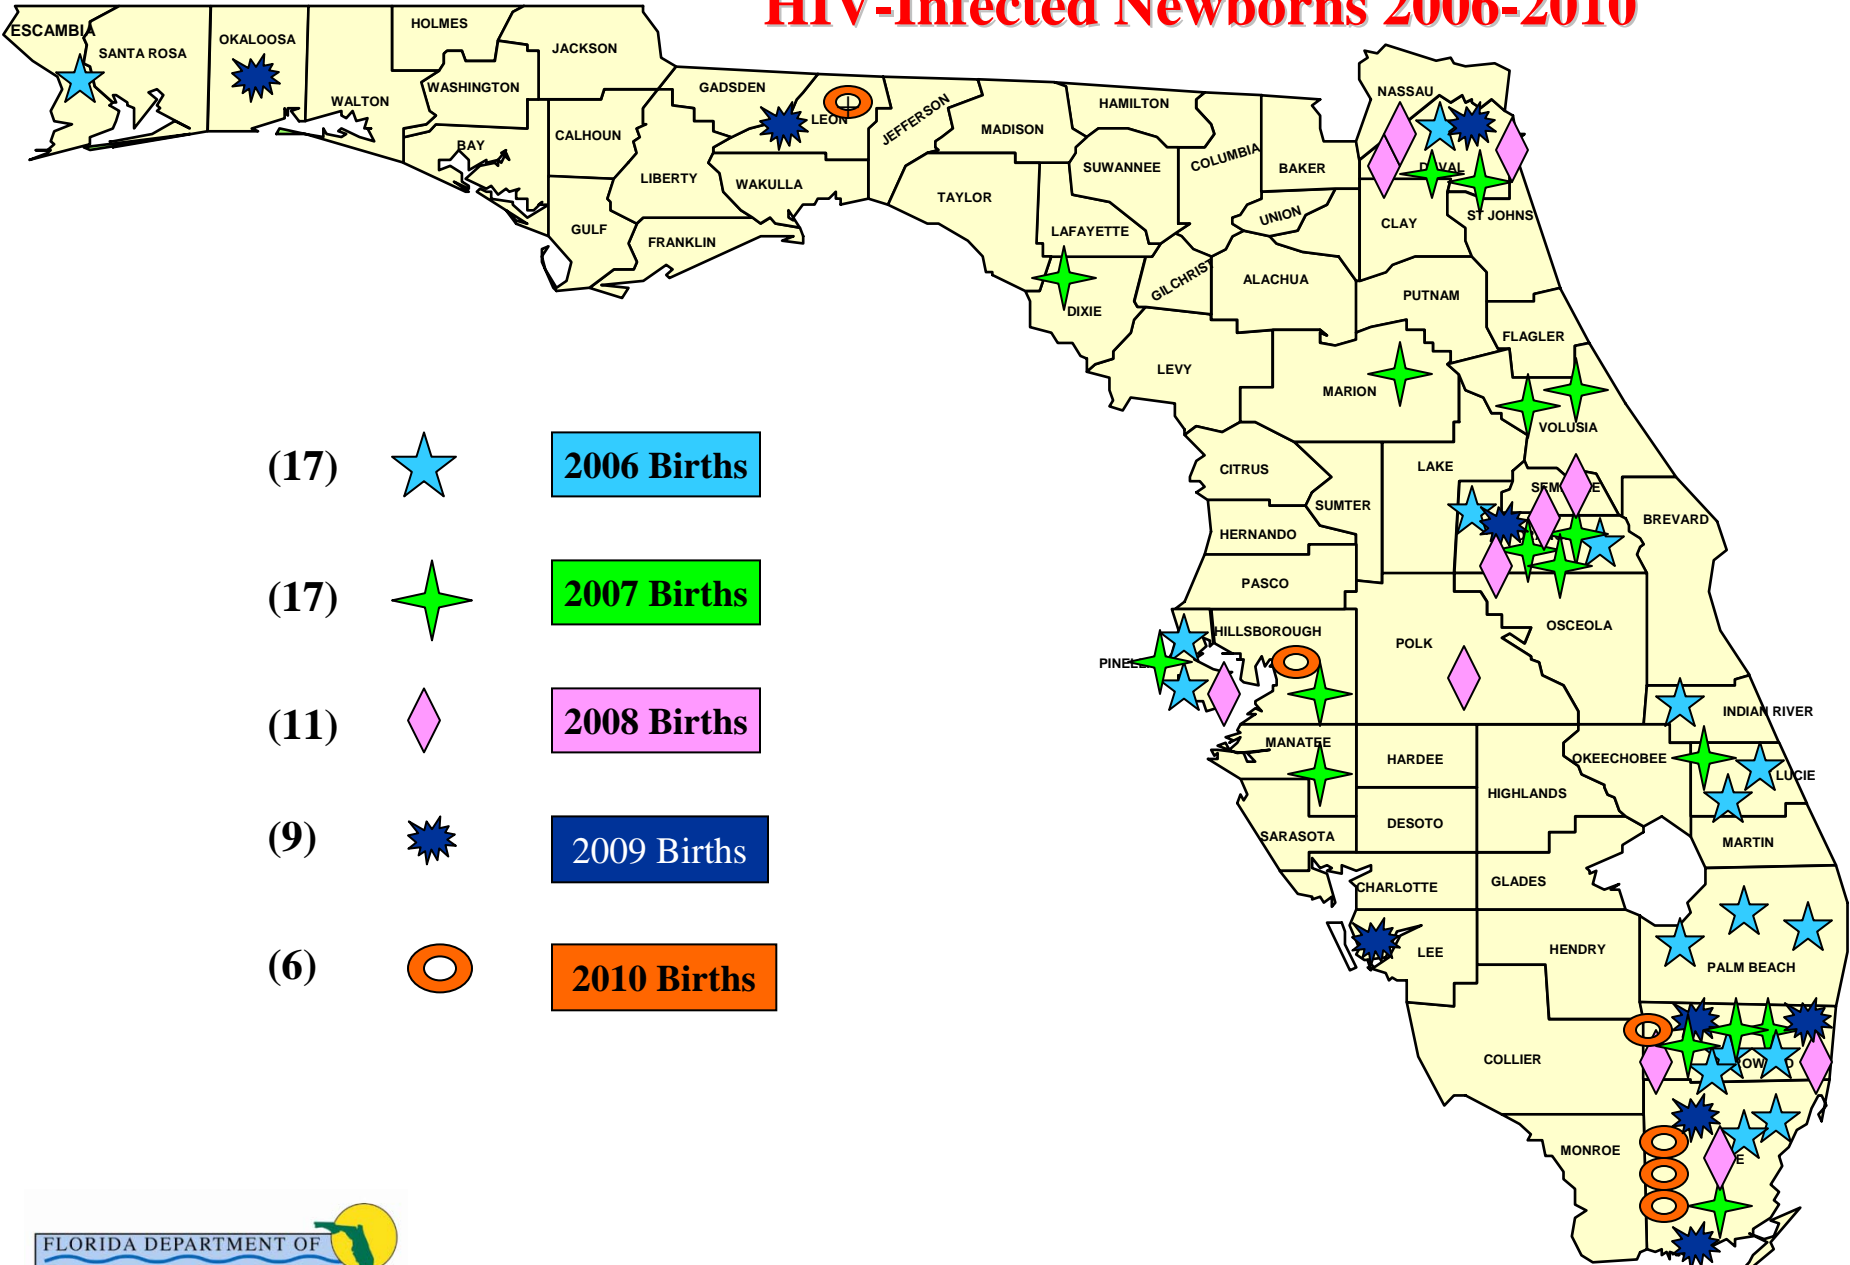 HIV-Infected Newborns 2006-2010
ESCAMBIA
SANTA ROSA
OKALOOSA
HOLMES
JACKSON
WALTON
WASHINGTON
BAY
CALHOUN
GULF
LIBERTY
GADSDEN
LEON
WAKULLA
FRANKLIN
JEFFERSON
MADISON
TAYLOR
HAMILTON
SUWANNEE
LAFAYETTE
DIXIE
COLUMBIA
GILCHRIST
BAKER
UNION
ALACHUA
NASSAU
CLAY
ST JOHNS
PUTNAM
FLAGLER
LEVY
MARION
VOLUSIA
CITRUS
SUMTER
LAKE
HERNANDO
PASCO
BREVARD
OSCEOLA
HILLSBOROUGH
POLK
INDIAN RIVER
MANATEE
HARDEE
HIGHLANDS
OKEECHOBEE
LUCIE
SARASOTA
DESOTO
MARTIN
CHARLOTTE
GLADES
LEE
HENDRY
PALM BEACH
COLLIER
MONROE
(17) 2006 Births
(17) 2007 Births
(11) 2008 Births
(9) 2009 Births
(6) 2010 Births
FLORIDA DEPARTMENT OF